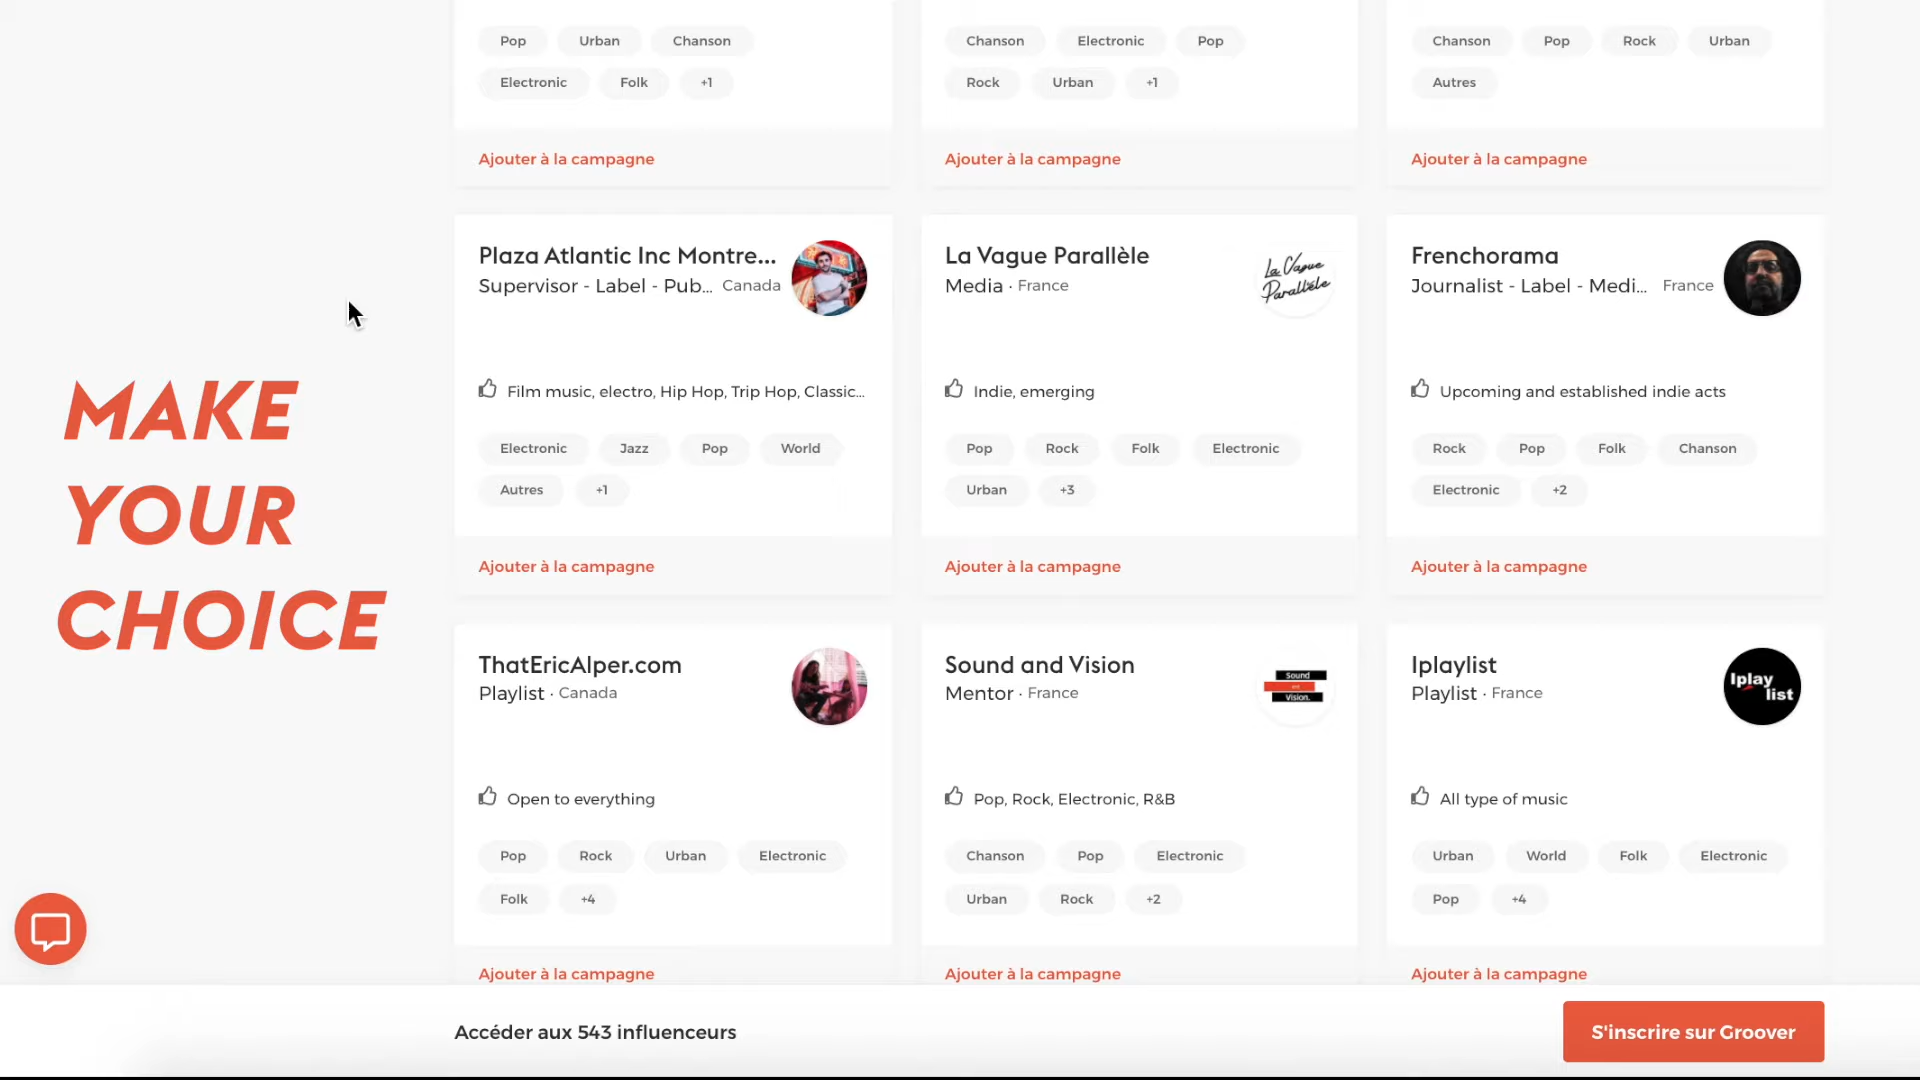 Pop Urban Chanson
Electronic Folk +1
Ajouter à la campagne
Chanson Electronic Pop
Rock Urban +1
Ajouter à la campagne
Chanson Pop Rock Urban
Autres
Ajouter à la campagne
MAKE
YOUR
CHOICE
Plaza Atlantic Inc Montre...
Supervisor - Label - Pub... Canada
Film music, electro, Hip Hop, Trip Hop, Classic...
Electronic Jazz Pop World
Autres +1
Ajouter à la campagne
La Vague Parallèle
Media · France
La Vague
Parallèle
Indie, emerging
Pop Rock Folk Electronic
Urban +3
Ajouter à la campagne
Frenchorama
Journalist - Label - Medi... France
Upcoming and established indie acts
Rock Pop Folk Chanson
Electronic +2
Ajouter à la campagne
ThatEricAlper.com
Playlist · Canada
Open to everything
Pop Rock Urban Electronic
Folk +4
Ajouter à la campagne
Sound and Vision
Mentor · France
Sound
and
Vision.
Pop, Rock, Electronic, R&B
Chanson Pop Electronic
Urban Rock +2
Ajouter à la campagne
Iplaylist
Playlist · France
Iplay
list
All type of music
Urban World Folk Electronic
Pop +4
Ajouter à la campagne
Accéder aux 543 influenceurs
S'inscrire sur Groover